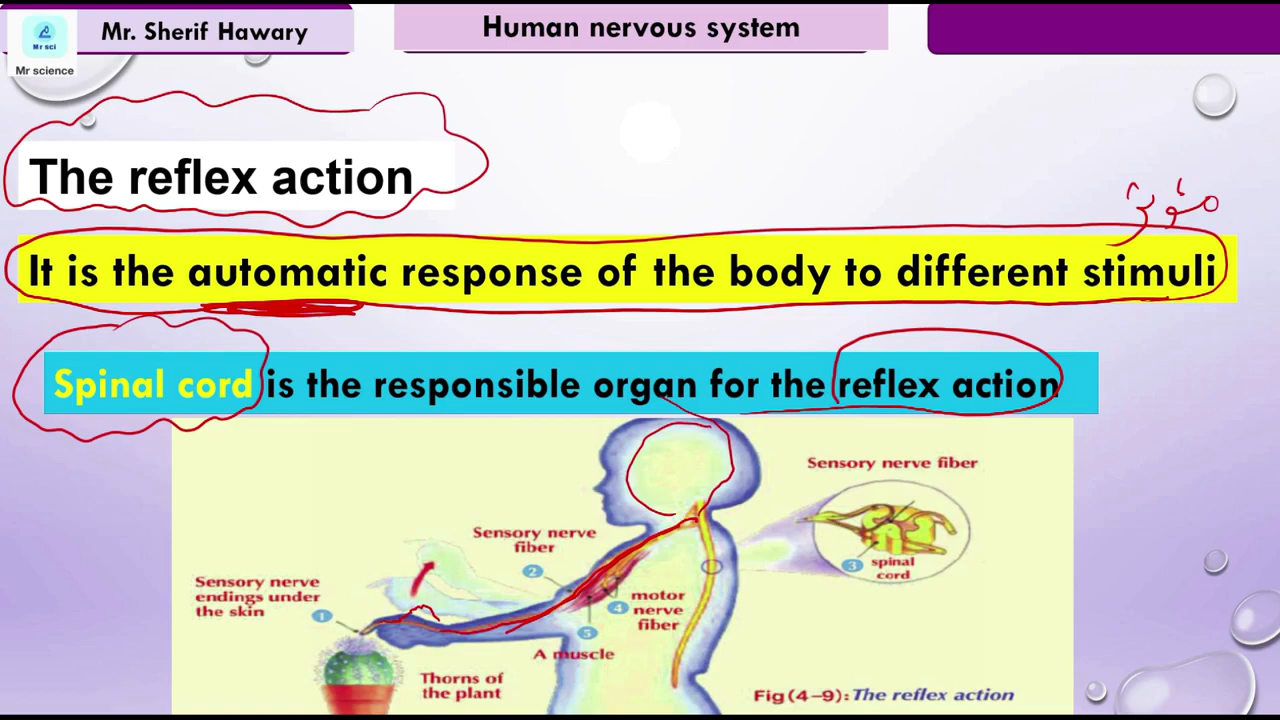 Mr. Sherif Hawary
Human nervous system
Mr sci
Mr science
The reflex action
It is the automatic response of the body to different stimuli
Spinal cord is the responsible organ for the reflex action
Sensory nerve fiber
Sensory nerve
fiber
2
3
spinal
cord
Sensory nerve
endings under
the skin
1
4
motor
nerve
fiber
5
A muscle
Thorns of
the plant
Fig(4-9): The reflex action